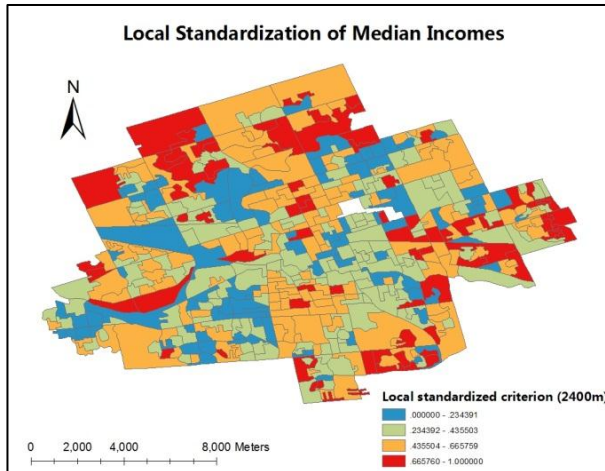 Local Standardization of Median Incomes
N
Local standardized criterion (2400m)
.000000 - .234391
.234392 - .435503
.435504 - .665759
.665760 - 1.000000
0 2,000 4,000 8,000 Meters